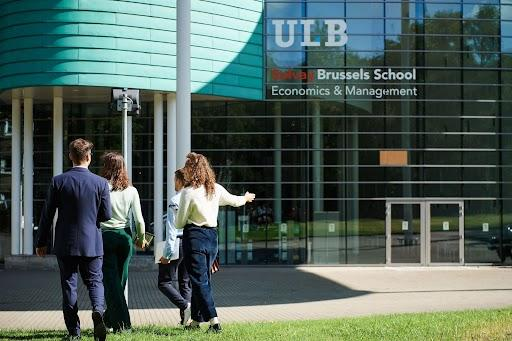 ULB
Solvay Brussels School
Economics & Management